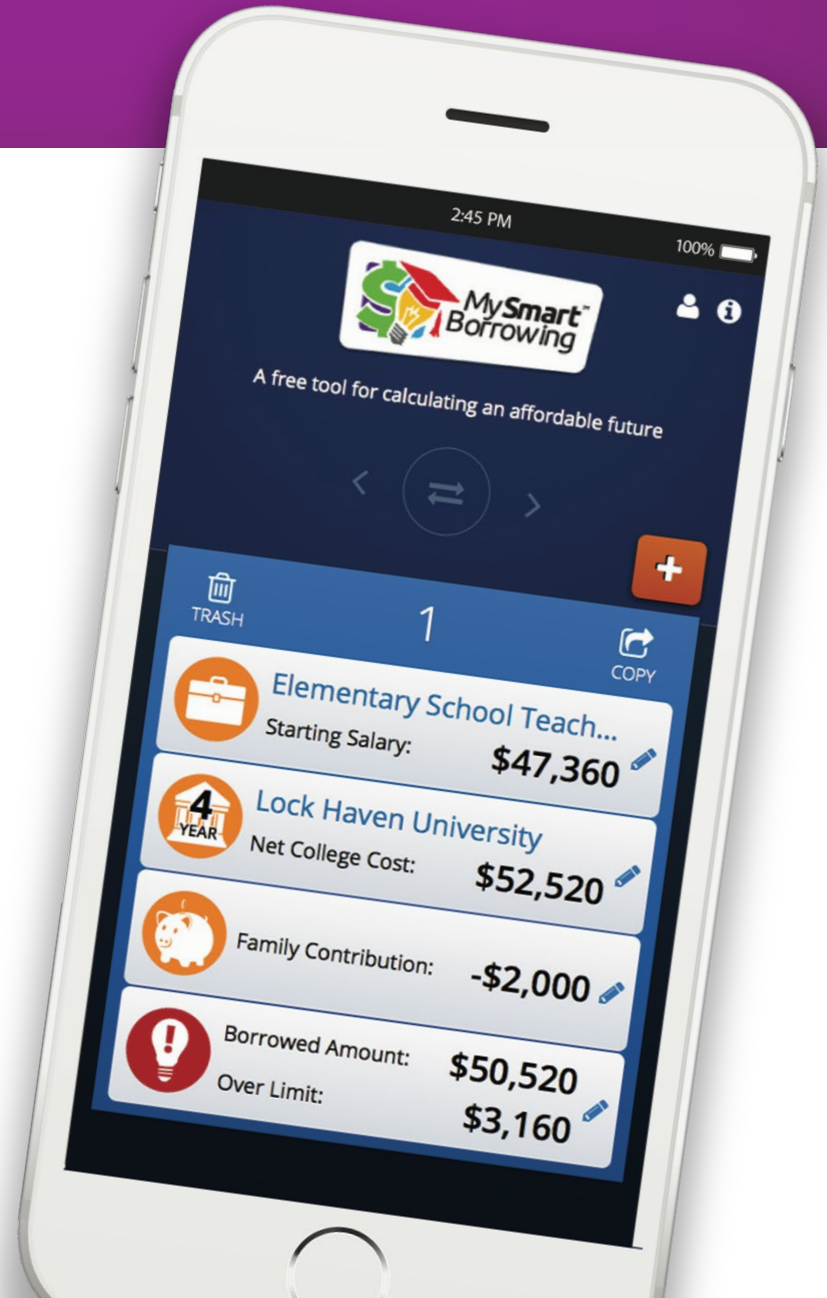 2:45 PM
100%
My Smart™
Borrowing
A free tool for calculating an affordable future
TRASH
1
COPY
Elementary School Teach...
Starting Salary: $47,360
4
YEAR
Lock Haven University
Net College Cost: $52,520
Family Contribution: -$2,000
Borrowed Amount: $50,520
Over Limit: $3,160